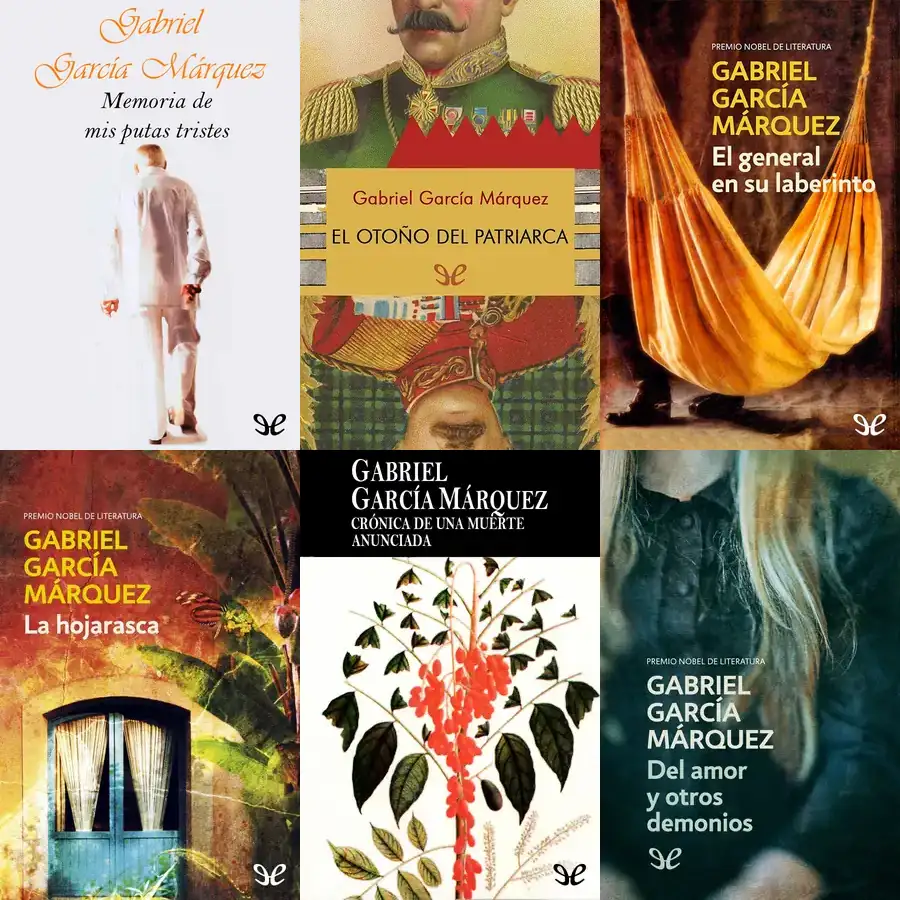 Gabriel
García Márquez
Memoria de
mis putas tristes
Gabriel García Márquez
EL OTOÑO DEL PATRIARCA
PREMIO NOBEL DE LITERATURA
GABRIEL
GARCÍA
MÁRQUEZ
El general
en su laberinto
PREMIO NOBEL DE LITERATURA
GABRIEL
GARCÍA
MÁRQUEZ
La hojarasca
GABRIEL
GARCÍA MÁRQUEZ
CRÓNICA DE UNA MUERTE
ANUNCIADA
PREMIO NOBEL DE LITERATURA
GABRIEL
GARCÍA
MÁRQUEZ
Del amor
y otros
demonios